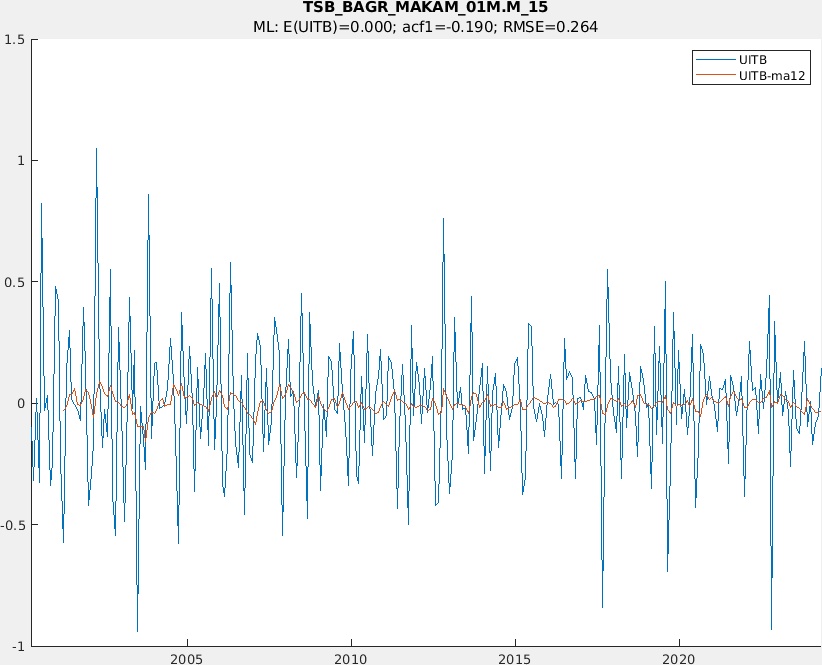 TSB_BAGR_MAKAM_01M.M_15
ML: E(UITB)=0.000; acf1=-0.190; RMSE=0.264
1.5
UITB
UITB-ma12
1
0.5
0
-0.5
-1
2005 2010 2015 2020